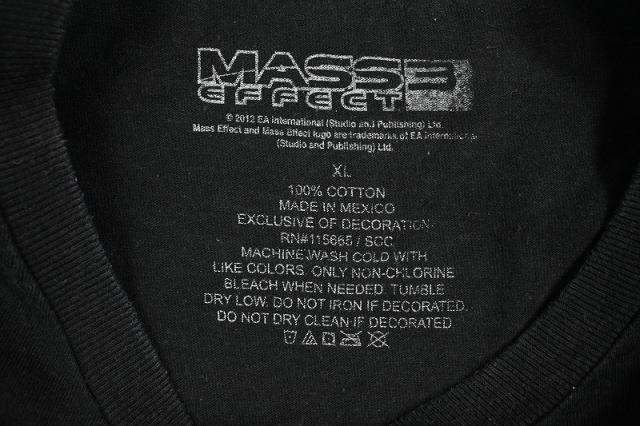 MASS EFFECT 3
© 2012 EA International (Studio and Publishing) Ltd.
Mass Effect and Mass Effect logo are trademarks of EA International
(Studio and Publishing) Ltd.
XL
100% COTTON
MADE IN MEXICO
EXCLUSIVE OF DECORATION
RN#115665 / SCC
MACHINE WASH COLD WITH
LIKE COLORS. ONLY NON-CHLORINE
BLEACH WHEN NEEDED. TUMBLE
DRY LOW. DO NOT IRON IF DECORATED.
DO NOT DRY CLEAN IF DECORATED